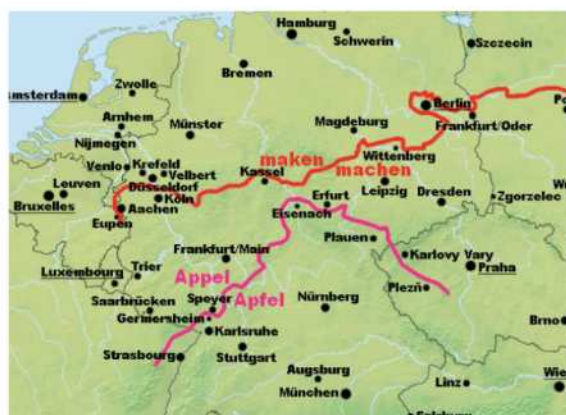 Hamburg
Schwerin
Szczecin
Bremen
Amsterdam
Zwolle
Berlin
Arnhem
Nijmegen
Münster
Magdeburg
Frankfurt/Oder
maken
machen
Wittenberg
Venlo
Krefeld
Velbert
Kassel
Leipzig
Dresden
Zgorzelec
Leuven
Düsseldorf
Köln
Bruxelles
Aachen
Eupen
Erfurt
Eisenach
Plauen
Frankfurt/Main
Karlovy Vary
Praha
Trier
Luxembourg
Appel
Apfel
Plezň
Saarbrücken
Speyer
Nürnberg
Germersheim
Karlsruhe
Brno
Strasbourg
Stuttgart
Augsburg
München
Linz